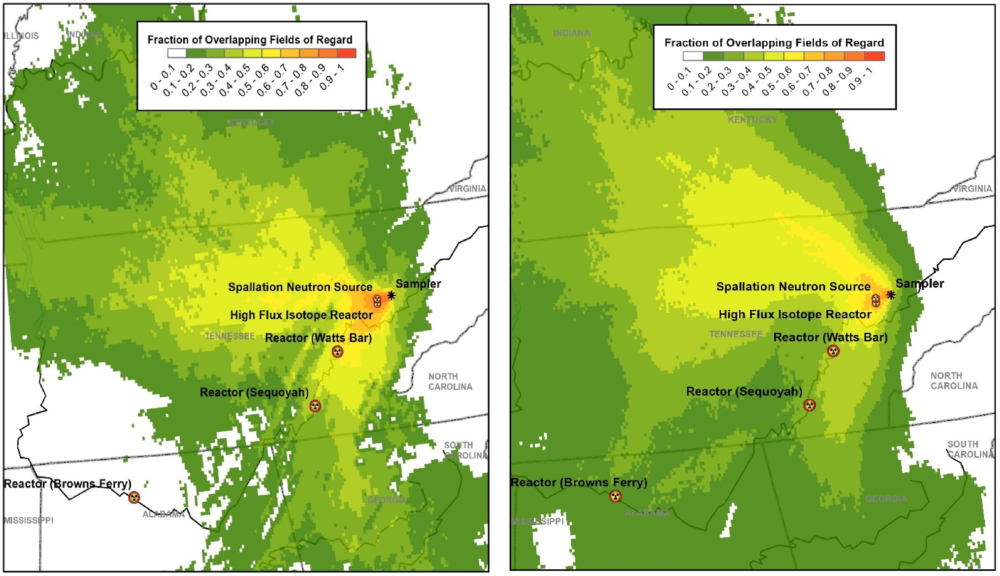 ILLINOIS
INDIANA
Fraction of Overlapping Fields of Regard
0 - 0.1
0.1 - 0.2
0.2 - 0.3
0.3 - 0.4
0.4 - 0.5
0.5 - 0.6
0.6 - 0.7
0.7 - 0.8
0.8 - 0.9
0.9 - 1
KENTUCKY
VIRGINIA
Spallation Neutron Source
Sampler
High Flux Isotope Reactor
TENNESSEE
Reactor (Watts Bar)
NORTH
CAROLINA
Reactor (Sequoyah)
SOUTH
CAROLINA
Reactor (Browns Ferry)
GEORGIA
ALABAMA
MISSISSIPPI
INDIANA
Fraction of Overlapping Fields of Regard
0 - 0.1
0.1 - 0.2
0.2 - 0.3
0.3 - 0.4
0.4 - 0.5
0.5 - 0.6
0.6 - 0.7
0.7 - 0.8
0.8 - 0.9
0.9 - 1
KENTUCKY
VIRGINIA
Spallation Neutron Source
Sampler
High Flux Isotope Reactor
TENNESSEE
Reactor (Watts Bar)
NORTH
CAROLINA
Reactor (Sequoyah)
SOUTH
CAROLINA
Reactor (Browns Ferry)
GEORGIA
ALABAMA
MISSISSIPPI